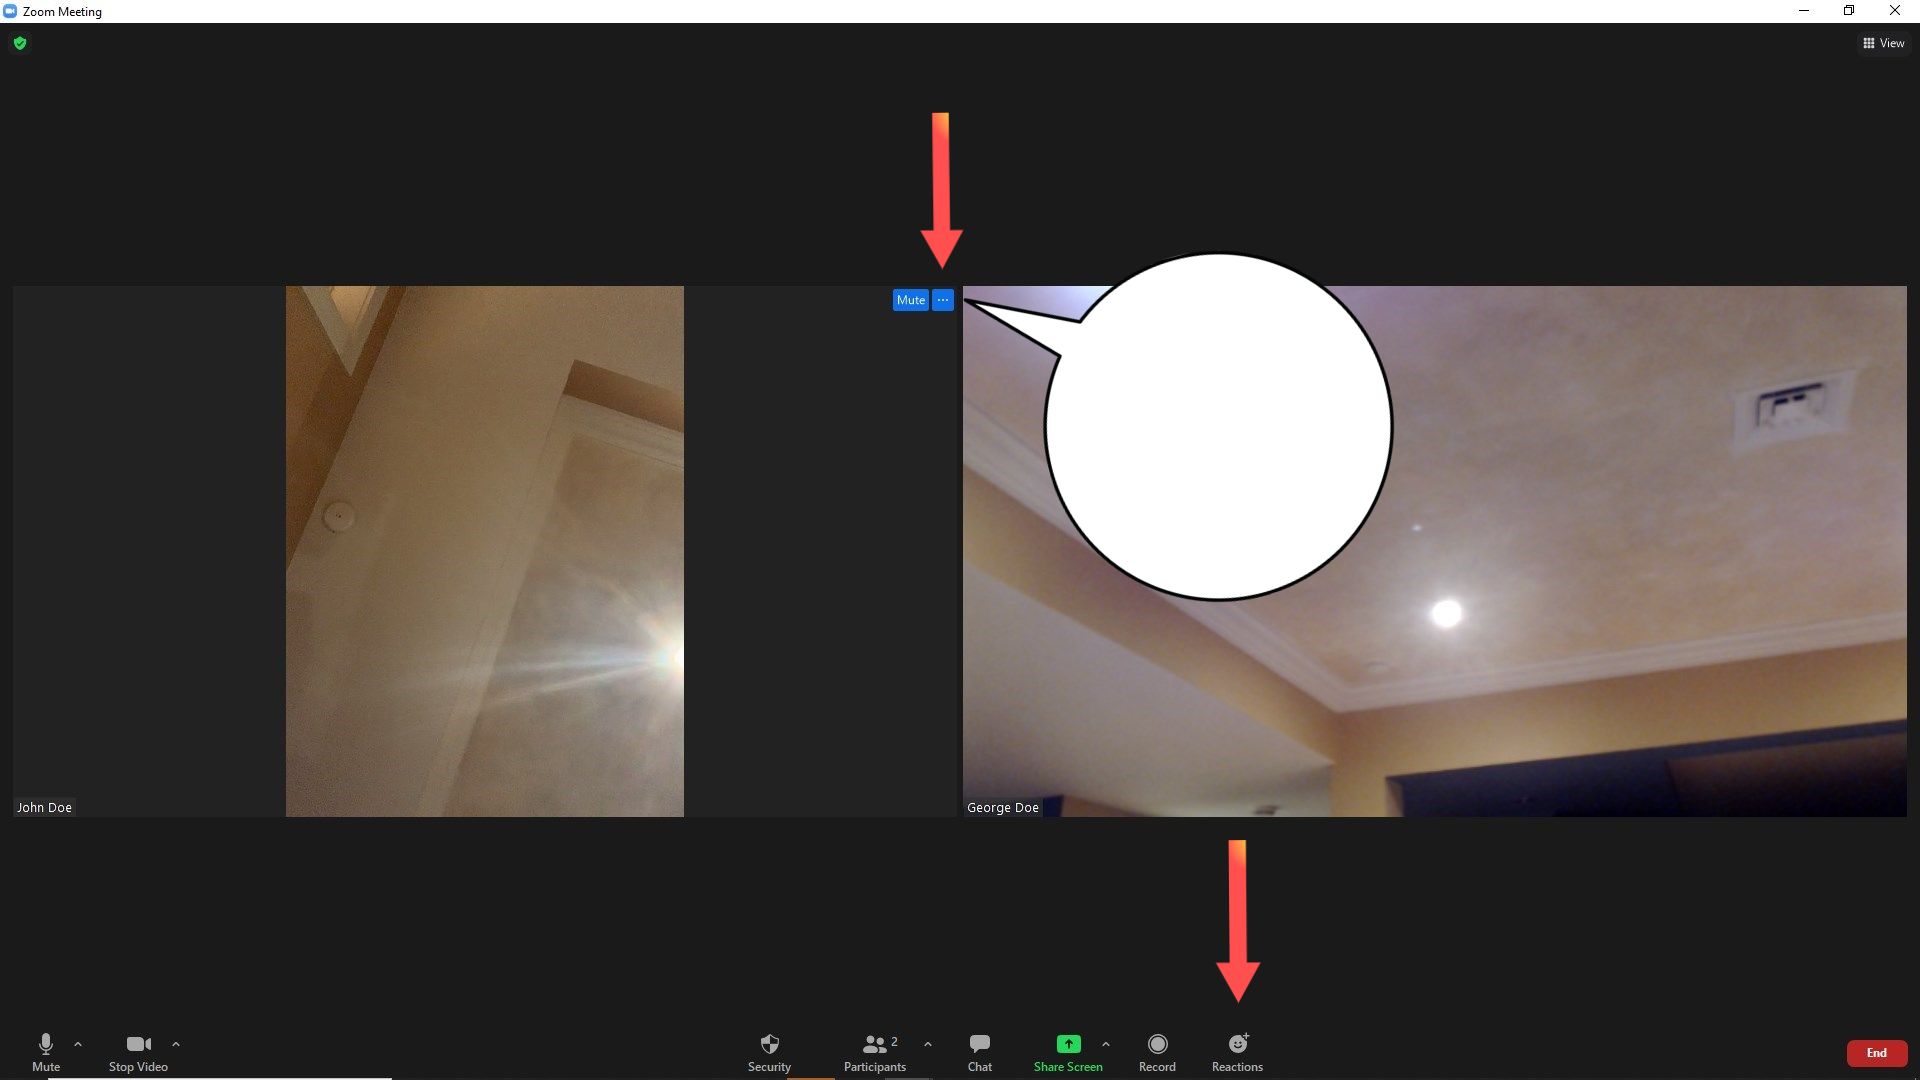 Zoom Meeting
View
Mute ...
John Doe
George Doe
Mute
Stop Video
Security
Participants 2
Chat
Share Screen
Record
Reactions
End